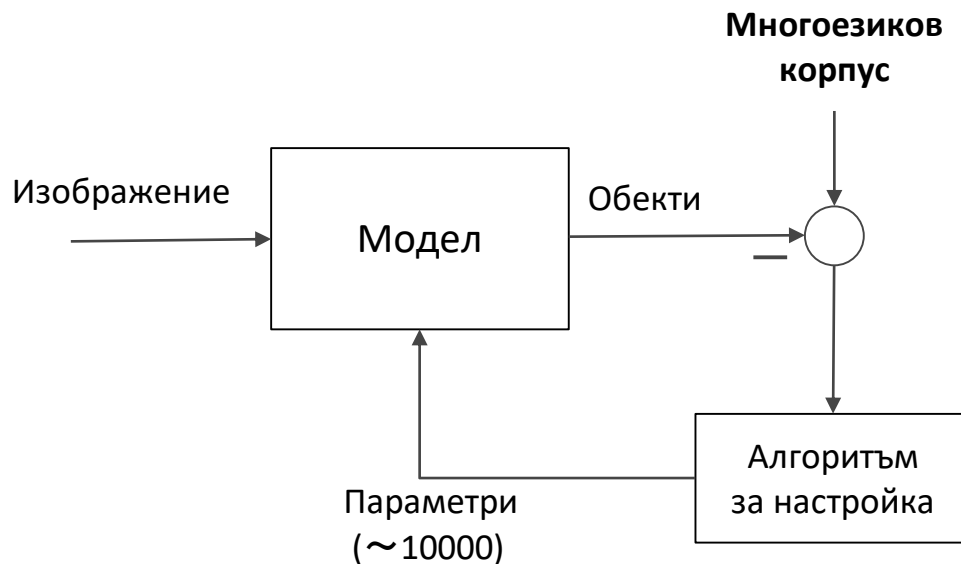 Многоезиков
корпус
Изображение
Модел
Обекти
—
Алгоритъм
за настройка
Параметри
(～10000)